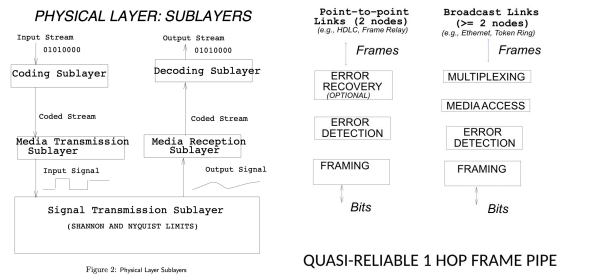 PHYSICAL LAYER: SUBLAYERS
Input Stream
01010000
Coding Sublayer
Coded Stream
Media Transmission
Sublayer
Input Signal
Output Stream
01010000
Decoding Sublayer
Coded Stream
Media Reception
Sublayer
Output Signal
Signal Transmission Sublayer
(SHANNON AND NYQUIST LIMITS)
Figure 2: Physical Layer Sublayers
Point-to-point
Links (2 nodes)
(e.g., HDLC, Frame Relay)
Frames
ERROR
RECOVERY
(OPTIONAL)
ERROR
DETECTION
FRAMING
Bits
Broadcast Links
(>= 2 nodes)
(e.g., Ethernet, Token Ring)
Frames
MULTIPLEXING
MEDIA ACCESS
ERROR
DETECTION
FRAMING
Bits
QUASI-RELIABLE 1 HOP FRAME PIPE